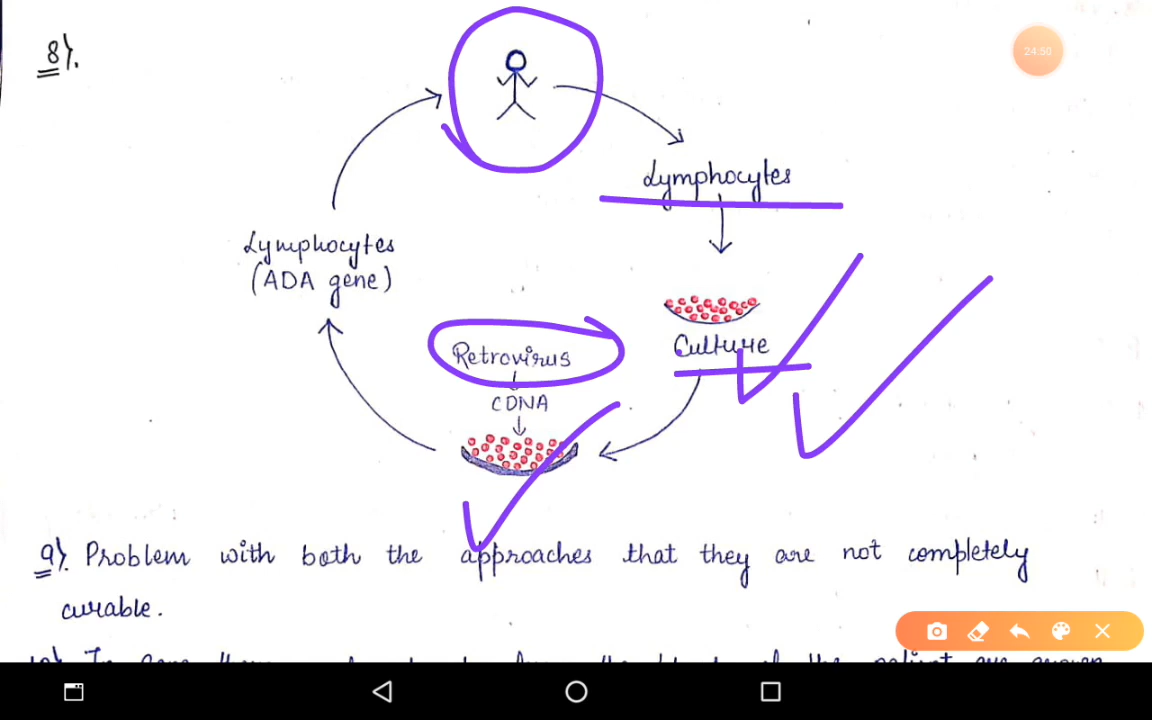 8).
24:50
Lymphocytes
Lymphocytes
(ADA gene)
Culture
Retrovirus
CDNA
9). Problem with both the approaches that they are not completely
curable.